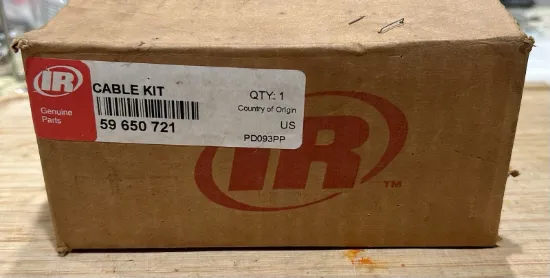 IR
Genuine
Parts
CABLE KIT
59 650 721
QTY: 1
Country of Origin
US
PD093PP
IR
TM